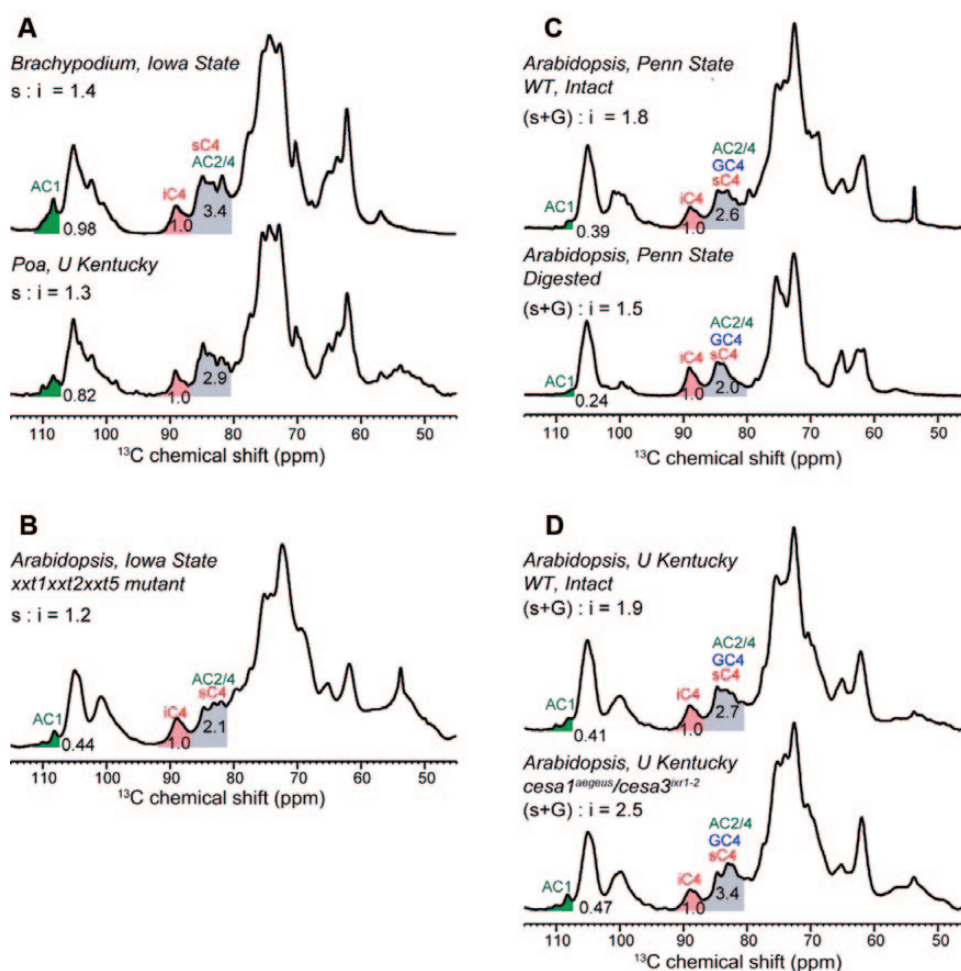 A
Brachypodium, Iowa State
s : i = 1.4
sC4
AC2/4
AC1
iC4
0.98
1.0
3.4
Poa, U Kentucky
s : i = 1.3
0.82
1.0
2.9
110 100 90 80 70 60 50
¹³C chemical shift (ppm)
B
Arabidopsis, Iowa State
xxt1xxt2xxt5 mutant
s : i = 1.2
AC2/4
sC4
AC1
iC4
0.44
1.0
2.1
110 100 90 80 70 60 50
¹³C chemical shift (ppm)
C
Arabidopsis, Penn State
WT, Intact
(s+G) : i = 1.8
AC2/4
GC4
sC4
iC4
AC1
0.39
1.0
2.6
Arabidopsis, Penn State
Digested
(s+G) : i = 1.5
AC2/4
GC4
sC4
iC4
AC1
0.24
1.0
2.0
110 100 90 80 70 60 50
¹³C chemical shift (ppm)
D
Arabidopsis, U Kentucky
WT, Intact
(s+G) : i = 1.9
AC2/4
GC4
sC4
iC4
AC1
0.41
1.0
2.7
Arabidopsis, U Kentucky
cesa1ᵃᵉᵍᵉᵘˢ/cesa3ⁱˣʳ¹⁻²
(s+G) : i = 2.5
AC2/4
GC4
sC4
iC4
AC1
0.47
1.0
3.4
110 100 90 80 70 60 50
¹³C chemical shift (ppm)